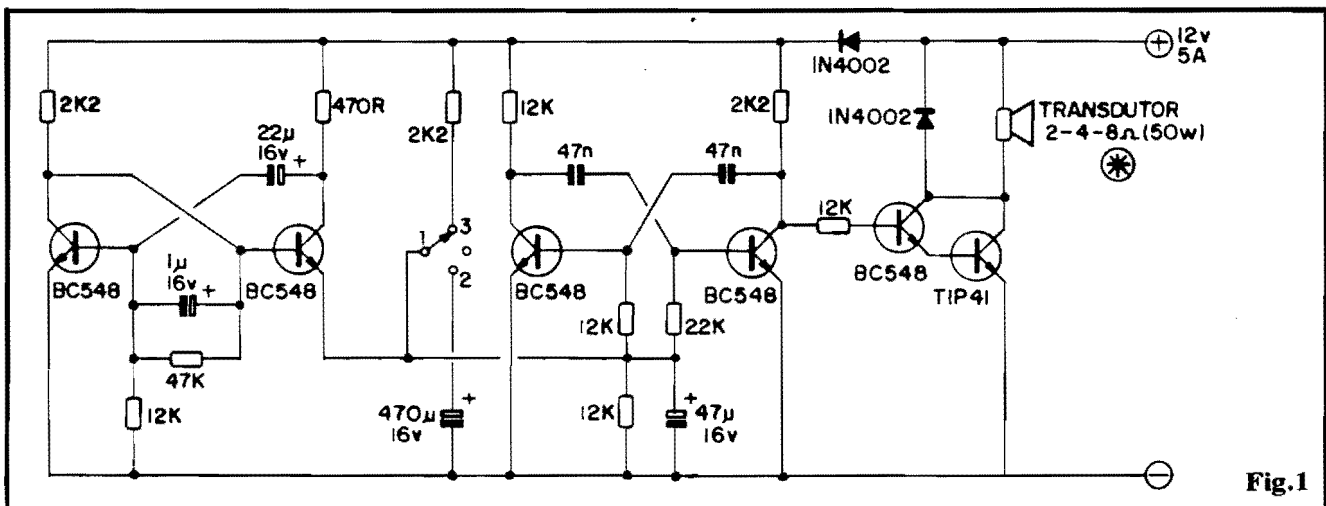 12v
5A
1N4002
2K2
470R
2K2
12K
2K2
1N4002
TRANSDUTOR
2-4-8Ω (50w)
22µ
16v +
47n
47n
12K
1
3
2
BC548
1µ
16v +
BC548
BC548
BC548
BC548
TIP41
47K
12K
22K
12K
470µ
16v
+
12K
47µ
16v
+
Fig.1